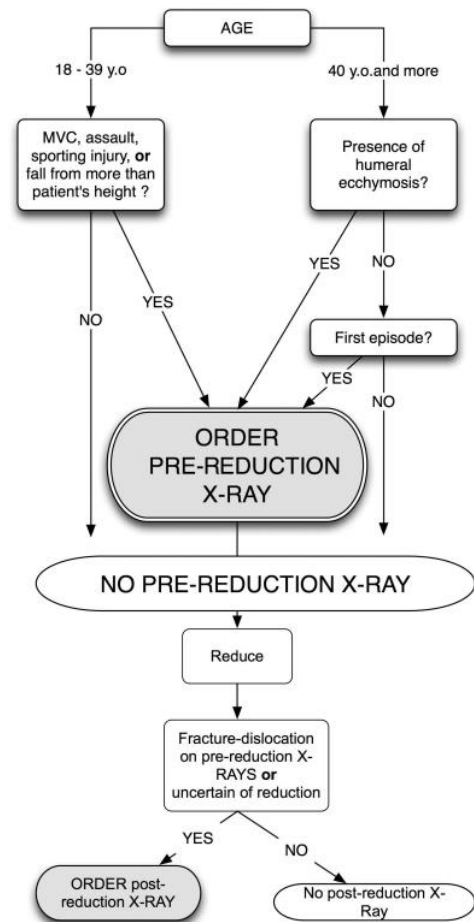 AGE
18 - 39 y.o
40 y.o.and more
MVC, assault,
sporting injury, or
fall from more than
patient's height ?
Presence of
humeral
ecchymosis?
NO
YES
YES
NO
First episode?
YES
NO
ORDER
PRE-REDUCTION
X-RAY
NO PRE-REDUCTION X-RAY
Reduce
Fracture-dislocation
on pre-reduction X-
RAYS or
uncertain of reduction
YES
NO
ORDER post-
reduction X-RAY
No post-reduction X-
Ray